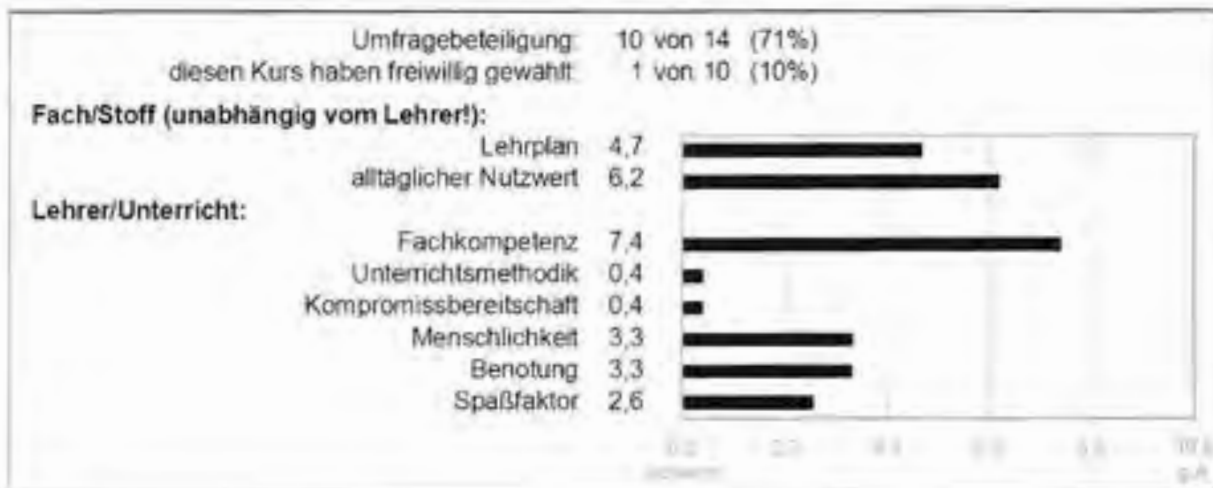 Umfragebeteiligung: 10 von 14 (71%)
diesen Kurs haben freiwillig gewählt: 1 von 10 (10%)
Fach/Stoff (unabhängig vom Lehrer!):
Lehrplan 4,7
alltäglicher Nutzwert 6,2
Lehrer/Unterricht:
Fachkompetenz 7,4
Unterrichtsmethodik 0,4
Kompromissbereitschaft 0,4
Menschlichkeit 3,3
Benotung 3,3
Spaßfaktor 2,6